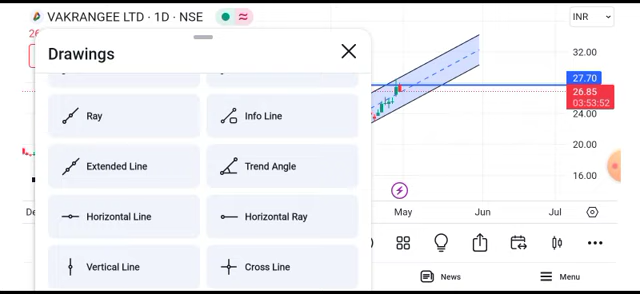 VAKRANGEE LTD · 1D · NSE
INR
Drawings
32.00
27.70
26.85
03:53:52
24.00
20.00
16.00
Ray
Info Line
Extended Line
Trend Angle
Horizontal Line
Horizontal Ray
Vertical Line
Cross Line
May
Jun
Jul
News
Menu